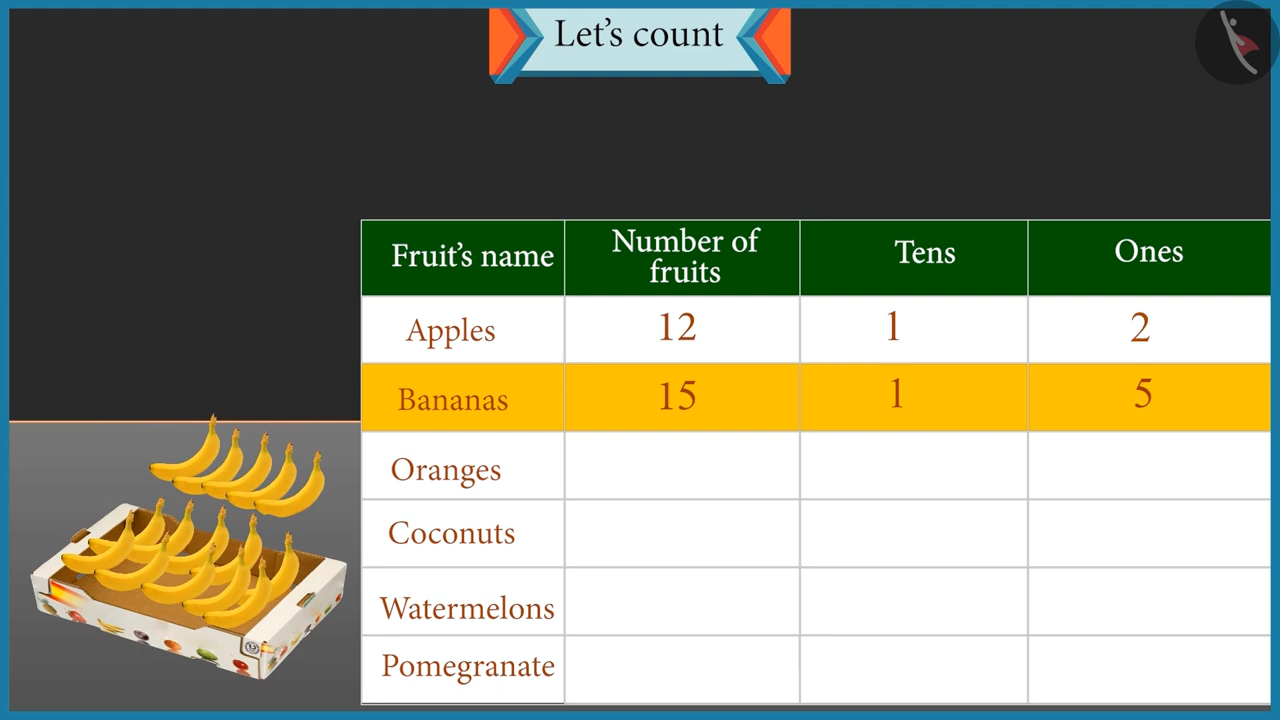 Let's count
Fruit's name Number of fruits Tens Ones
Apples 12 1 2
Bananas 15 1 5
Oranges
Coconuts
Watermelons
Pomegranate